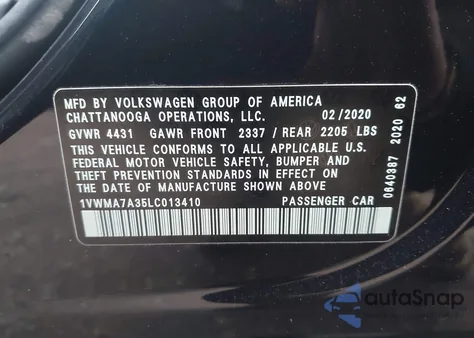 MFD BY VOLKSWAGEN GROUP OF AMERICA
CHATTANOOGA OPERATIONS, LLC. 02/2020
GVWR 4431 GAWR FRONT 2337 / REAR 2205 LBS
THIS VEHICLE CONFORMS TO ALL APPLICABLE U.S.
FEDERAL MOTOR VEHICLE SAFETY, BUMPER AND
THEFT PREVENTION STANDARDS IN EFFECT ON THE
DATE OF MANUFACTURE SHOWN ABOVE
1VWMA7A35LC013410 PASSENGER CAR
0640387 2020 62
autoSnap